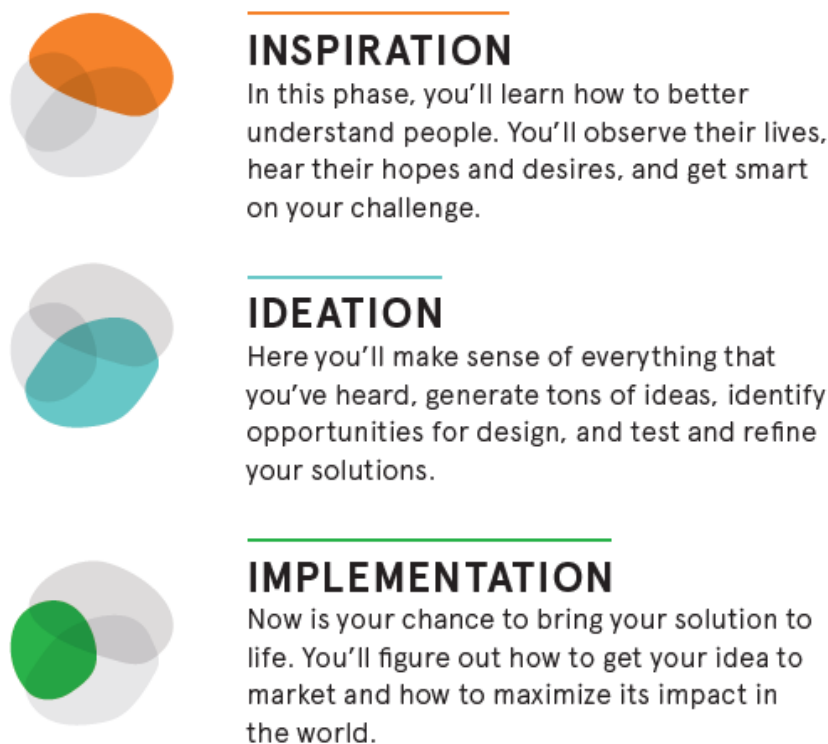 INSPIRATION
In this phase, you’ll learn how to better
understand people. You’ll observe their lives,
hear their hopes and desires, and get smart
on your challenge.
IDEATION
Here you’ll make sense of everything that
you’ve heard, generate tons of ideas, identify
opportunities for design, and test and refine
your solutions.
IMPLEMENTATION
Now is your chance to bring your solution to
life. You’ll figure out how to get your idea to
market and how to maximize its impact in
the world.